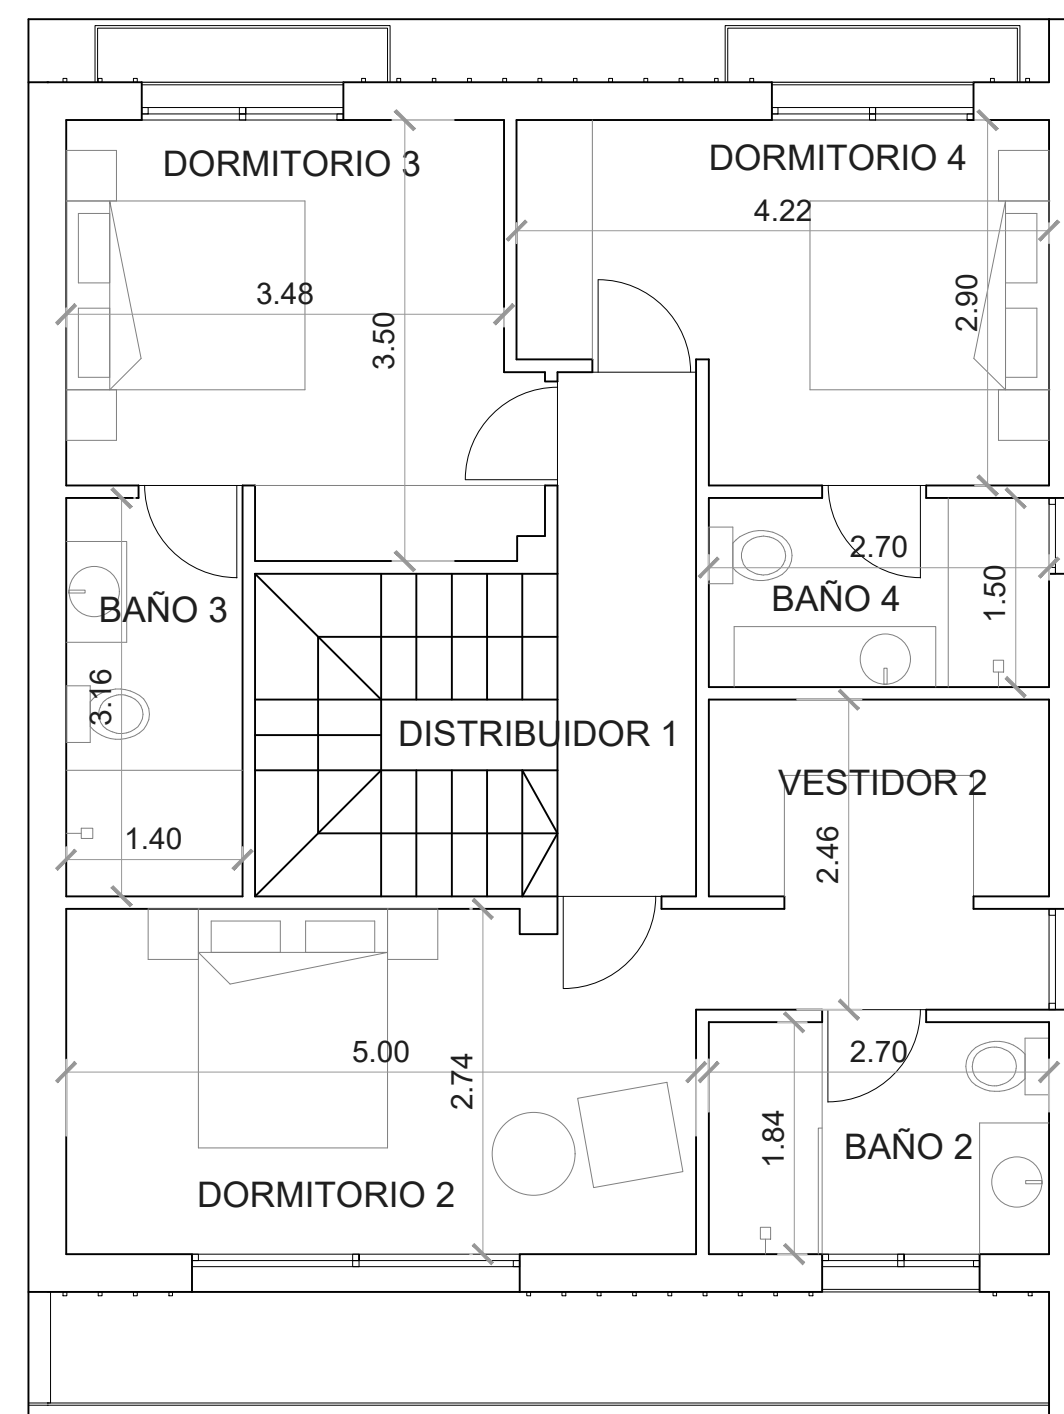 DORMITORIO 3
DORMITORIO 4
4.22
3.48
3.50
2.90
2.70
1.50
BAÑO 3
BAÑO 4
3.16
DISTRIBUIDOR 1
VESTIDOR 2
1.40
2.46
5.00
2.74
2.70
1.84
BAÑO 2
DORMITORIO 2